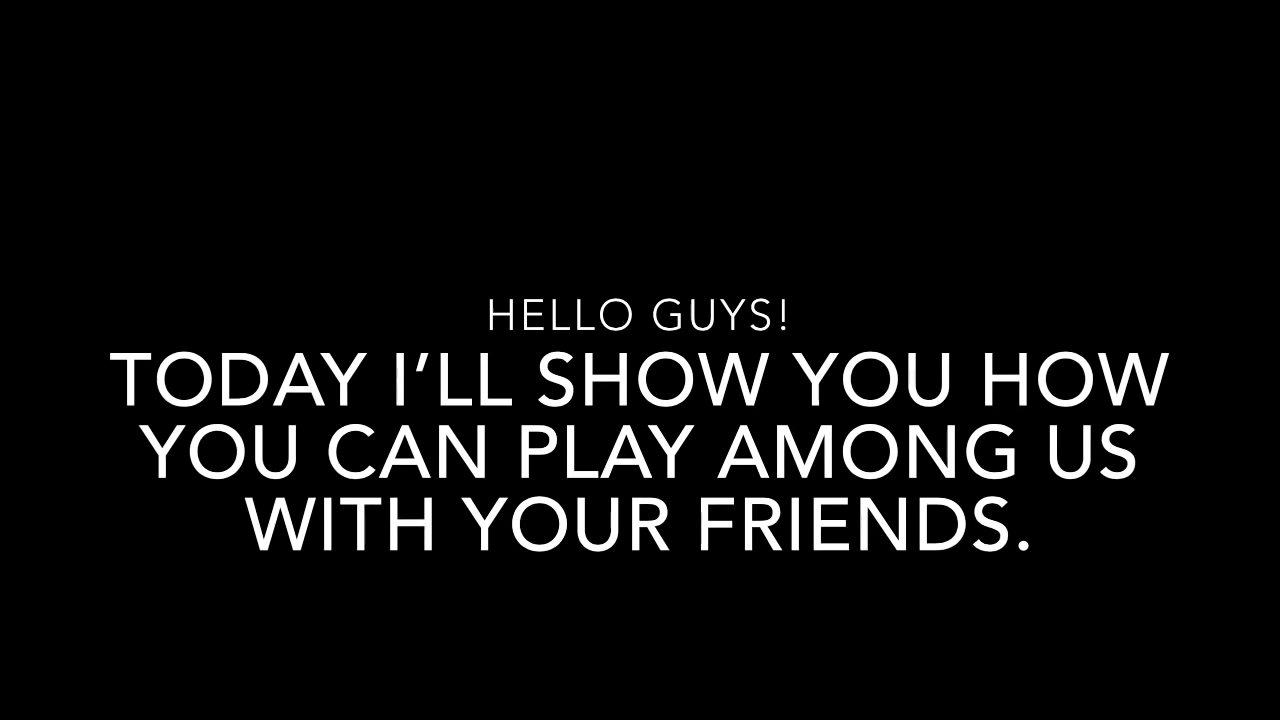 HELLO GUYS!
TODAY I’LL SHOW YOU HOW
YOU CAN PLAY AMONG US
WITH YOUR FRIENDS.